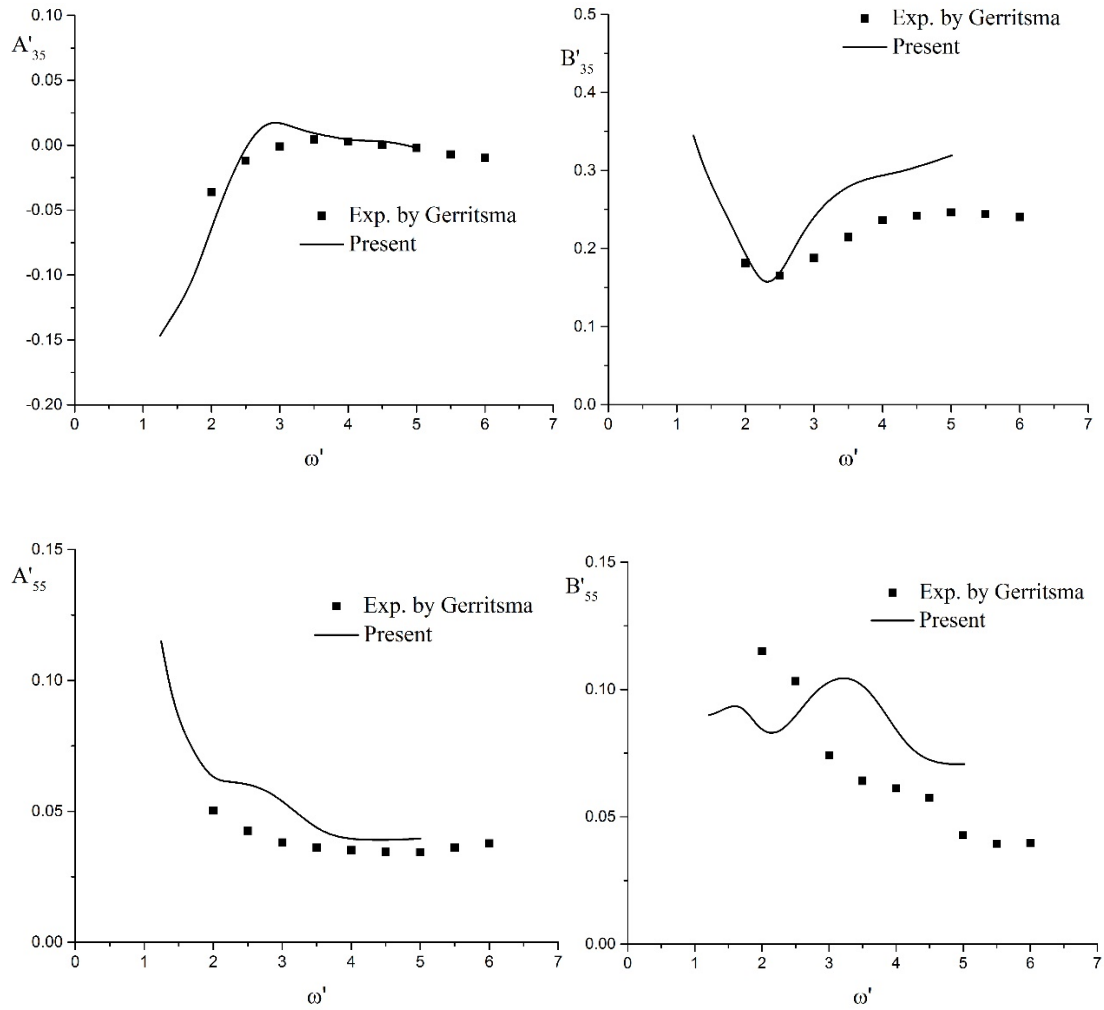 0.10
A'35
0.05
0.00
-0.05
-0.10
-0.15
-0.20
Exp. by Gerritsma
Present
0 1 2 3 4 5 6 7
ω'
0.5
B'35
0.4
0.3
0.2
0.1
0.0
Exp. by Gerritsma
Present
0 1 2 3 4 5 6 7
ω'
0.15
A'55
0.10
0.05
0.00
Exp. by Gerritsma
Present
0 1 2 3 4 5 6 7
ω'
0.15
B'55
0.10
0.05
0.00
Exp. by Gerritsma
Present
0 1 2 3 4 5 6 7
ω'